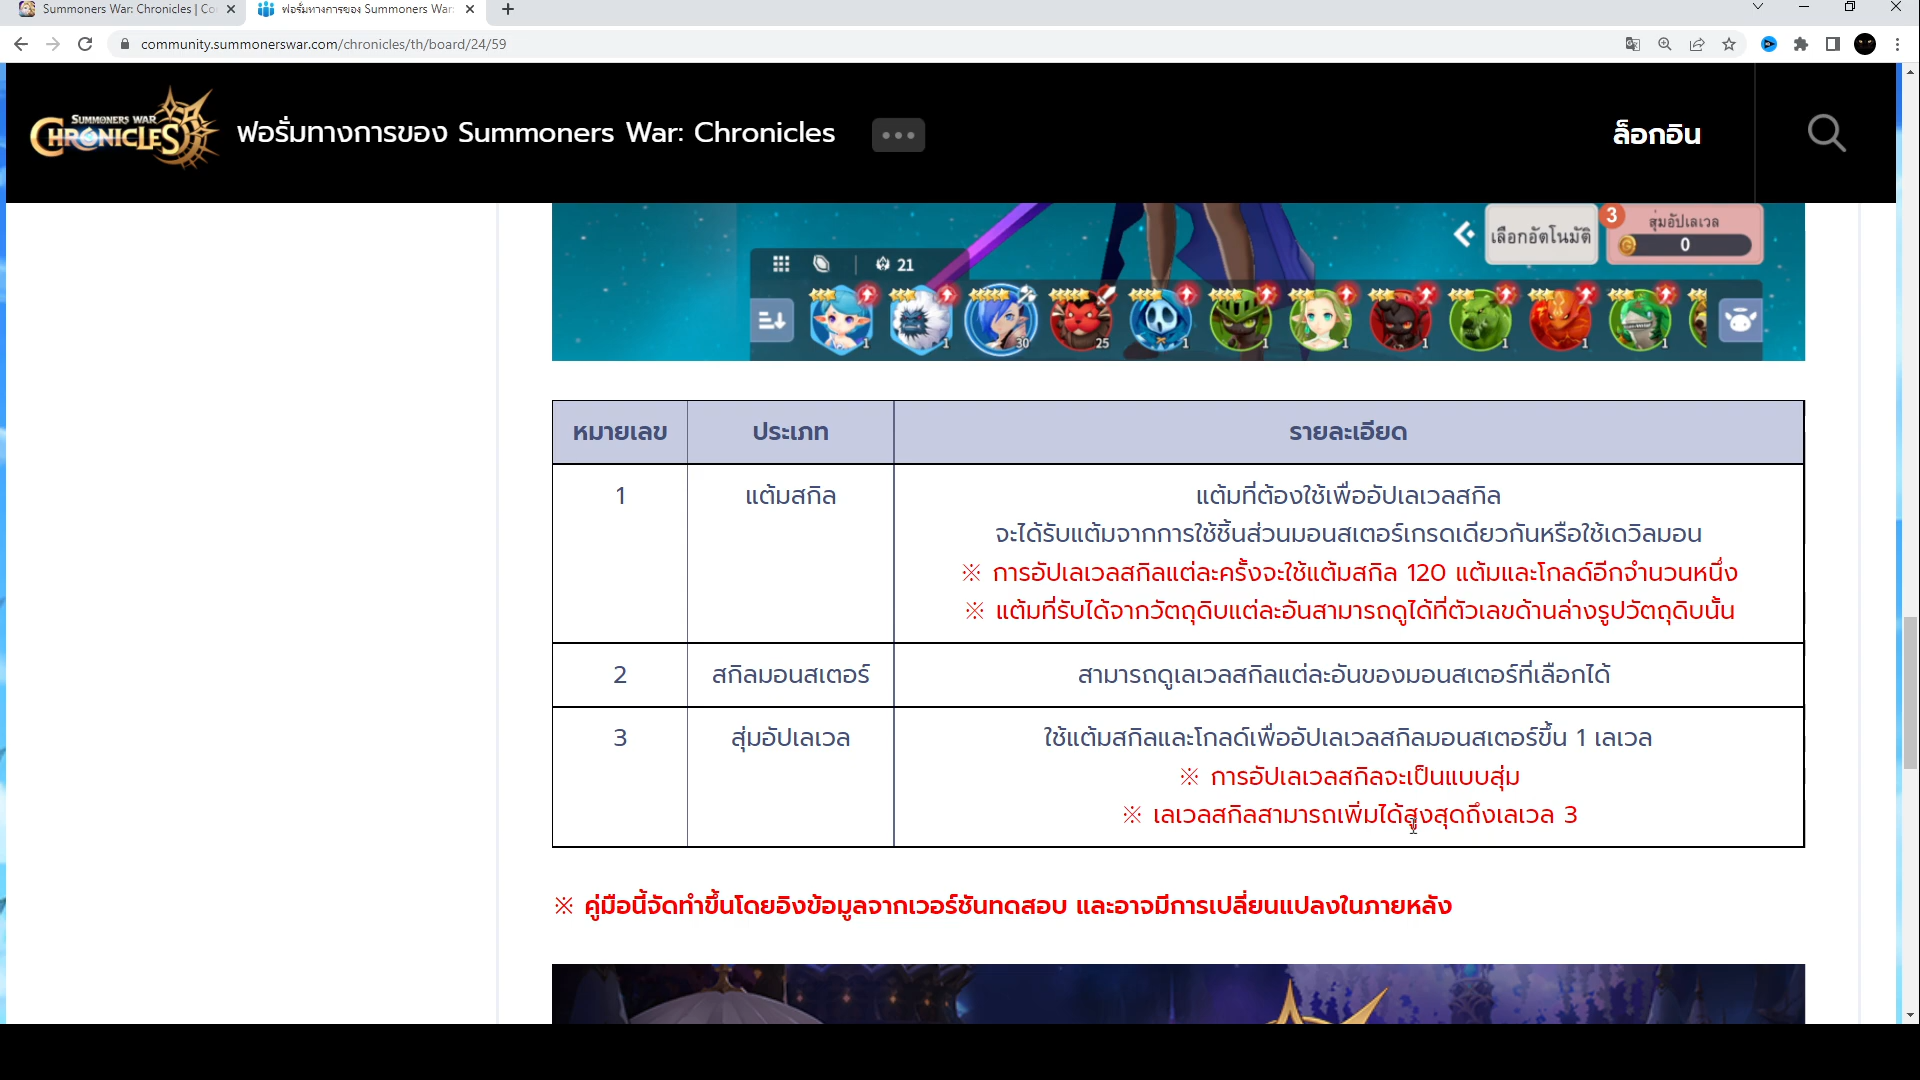 Summoners War: Chronicles | Co
ฟอรั่มทางการของ Summoners War:
community.summonerswar.com/chronicles/th/board/24/59
SUMMONERS WAR
CHRONICLES
ฟอรั่มทางการของ Summoners War: Chronicles
ล็อกอิน
เลือกอัตโนมัติ
3
สุ่มอัปเลเวล
0
21
1 1 30 25 1 1 1 1 1 1 1
หมายเลข ประเภท รายละเอียด
1 แต้มสกิล แต้มที่ต้องใช้เพื่ออัปเลเวลสกิล
จะได้รับแต้มจากการใช้ชิ้นส่วนมอนสเตอร์เกรดเดียวกันหรือใช้เดวิลมอน
※ การอัปเลเวลสกิลแต่ละครั้งจะใช้แต้มสกิล 120 แต้มและโกลด์อีกจำนวนหนึ่ง
※ แต้มที่รับได้จากวัตถุดิบแต่ละอันสามารถดูได้ที่ตัวเลขด้านล่างรูปวัตถุดิบนั้น
2 สกิลมอนสเตอร์ สามารถดูเลเวลสกิลแต่ละอันของมอนสเตอร์ที่เลือกได้
3 สุ่มอัปเลเวล ใช้แต้มสกิลและโกลด์เพื่ออัปเลเวลสกิลมอนสเตอร์ขึ้น 1 เลเวล
※ การอัปเลเวลสกิลจะเป็นแบบสุ่ม
※ เลเวลสกิลสามารถเพิ่มได้สูงสุดถึงเลเวล 3
※ คู่มือนี้จัดทำขึ้นโดยอิงข้อมูลจากเวอร์ชันทดสอบ และอาจมีการเปลี่ยนแปลงในภายหลัง